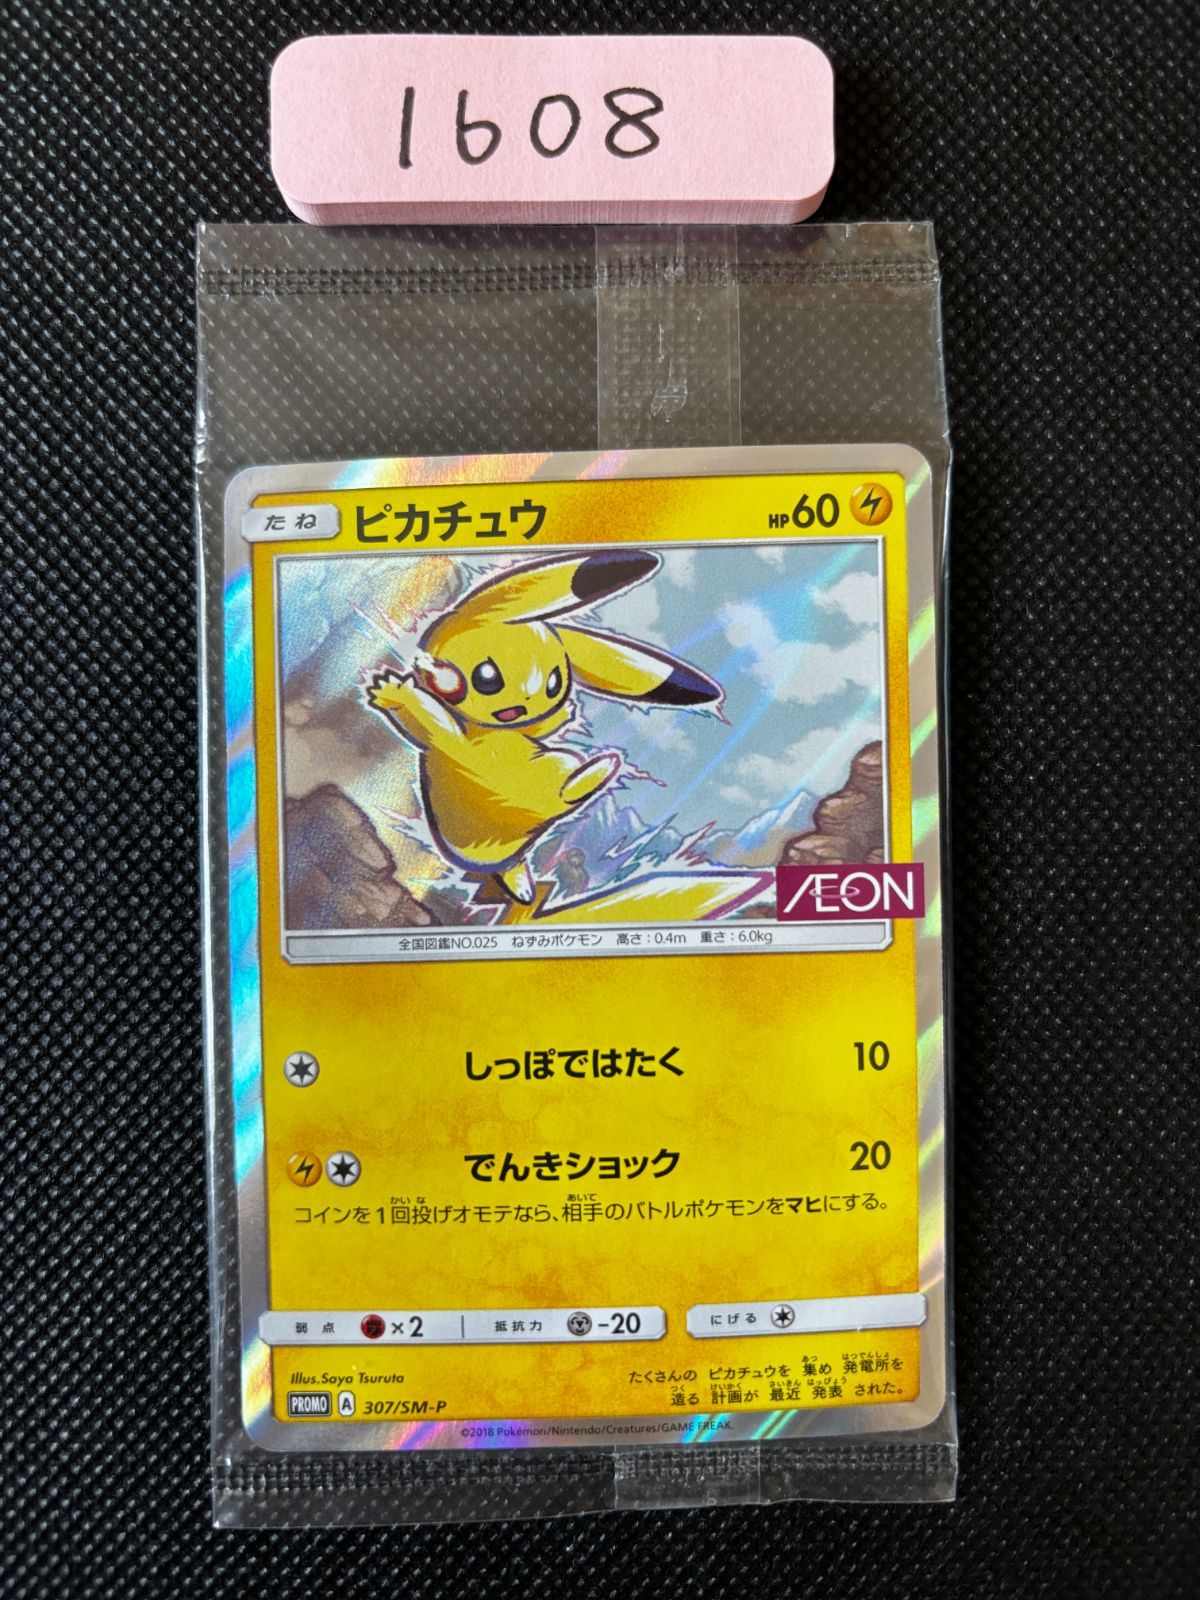 1608
たね ピカチュウ HP60
ÆON
全国図鑑NO.025 ねずみポケモン 高さ:0.4m 重さ:6.0kg
しっぽではたく 10
でんきショック 20
コインを1回投げオモテなら、相手のバトルポケモンをマヒにする。
弱点 ×2 抵抗力 -20 にげる
Illus.Saya Tsuruta
PROMO A 307/SM-P
たくさんの ピカチュウを 集め 発電所を
造る 計画が 最近 発表 された。
©2018 Pokémon/Nintendo/Creatures/GAME FREAK.